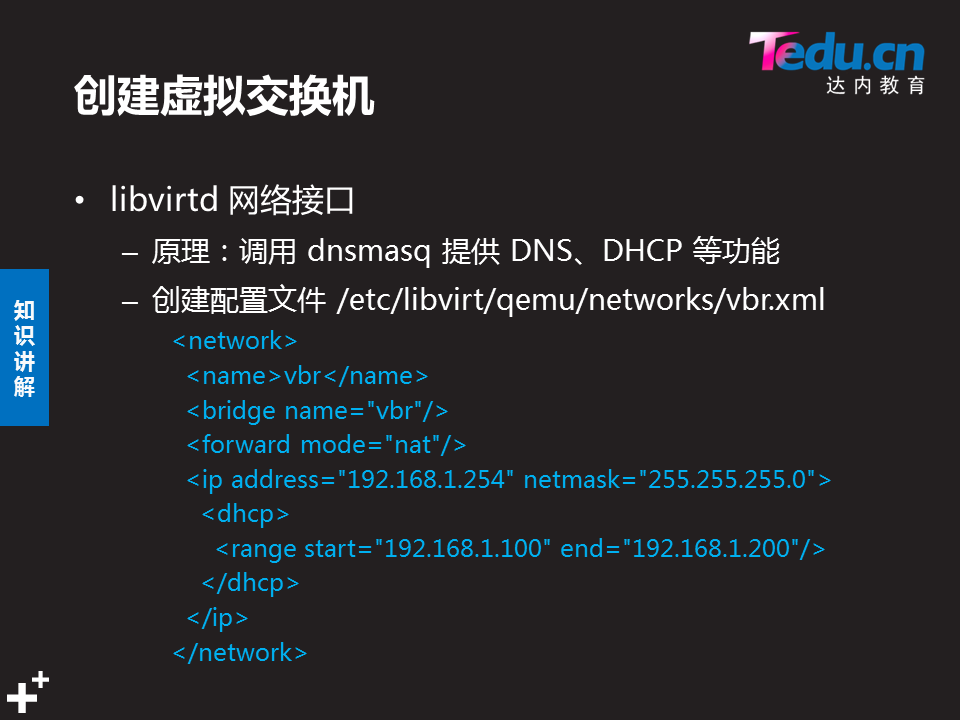 Tedu.cn
达内教育
创建虚拟交换机
• libvirtd 网络接口
– 原理：调用 dnsmasq 提供 DNS、DHCP 等功能
– 创建配置文件 /etc/libvirt/qemu/networks/vbr.xml
<network>
  <name>vbr</name>
  <bridge name="vbr"/>
  <forward mode="nat"/>
  <ip address="192.168.1.254" netmask="255.255.255.0">
    <dhcp>
      <range start="192.168.1.100" end="192.168.1.200"/>
    </dhcp>
  </ip>
</network>
知识讲解